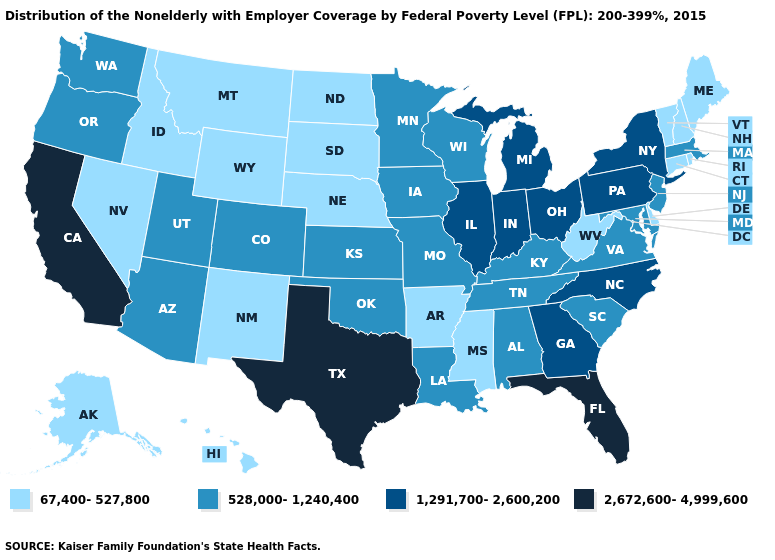 Distribution of the Nonelderly with Employer Coverage by Federal Poverty Level (FPL): 200-399%, 2015
WA
OR
CA
ID
NV
MT
WY
UT
AZ
CO
NM
ND
SD
NE
KS
OK
TX
MN
IA
MO
AR
LA
WI
IL
MI
IN
OH
KY
TN
MS
AL
GA
FL
SC
NC
VA
WV
PA
NY
ME
VT
NH
MA
RI
CT
NJ
DE
MD
DC
AK
HI
67,400- 527,800
528,000- 1,240,400
1,291,700- 2,600,200
2,672,600- 4,999,600
SOURCE: Kaiser Family Foundation's State Health Facts.